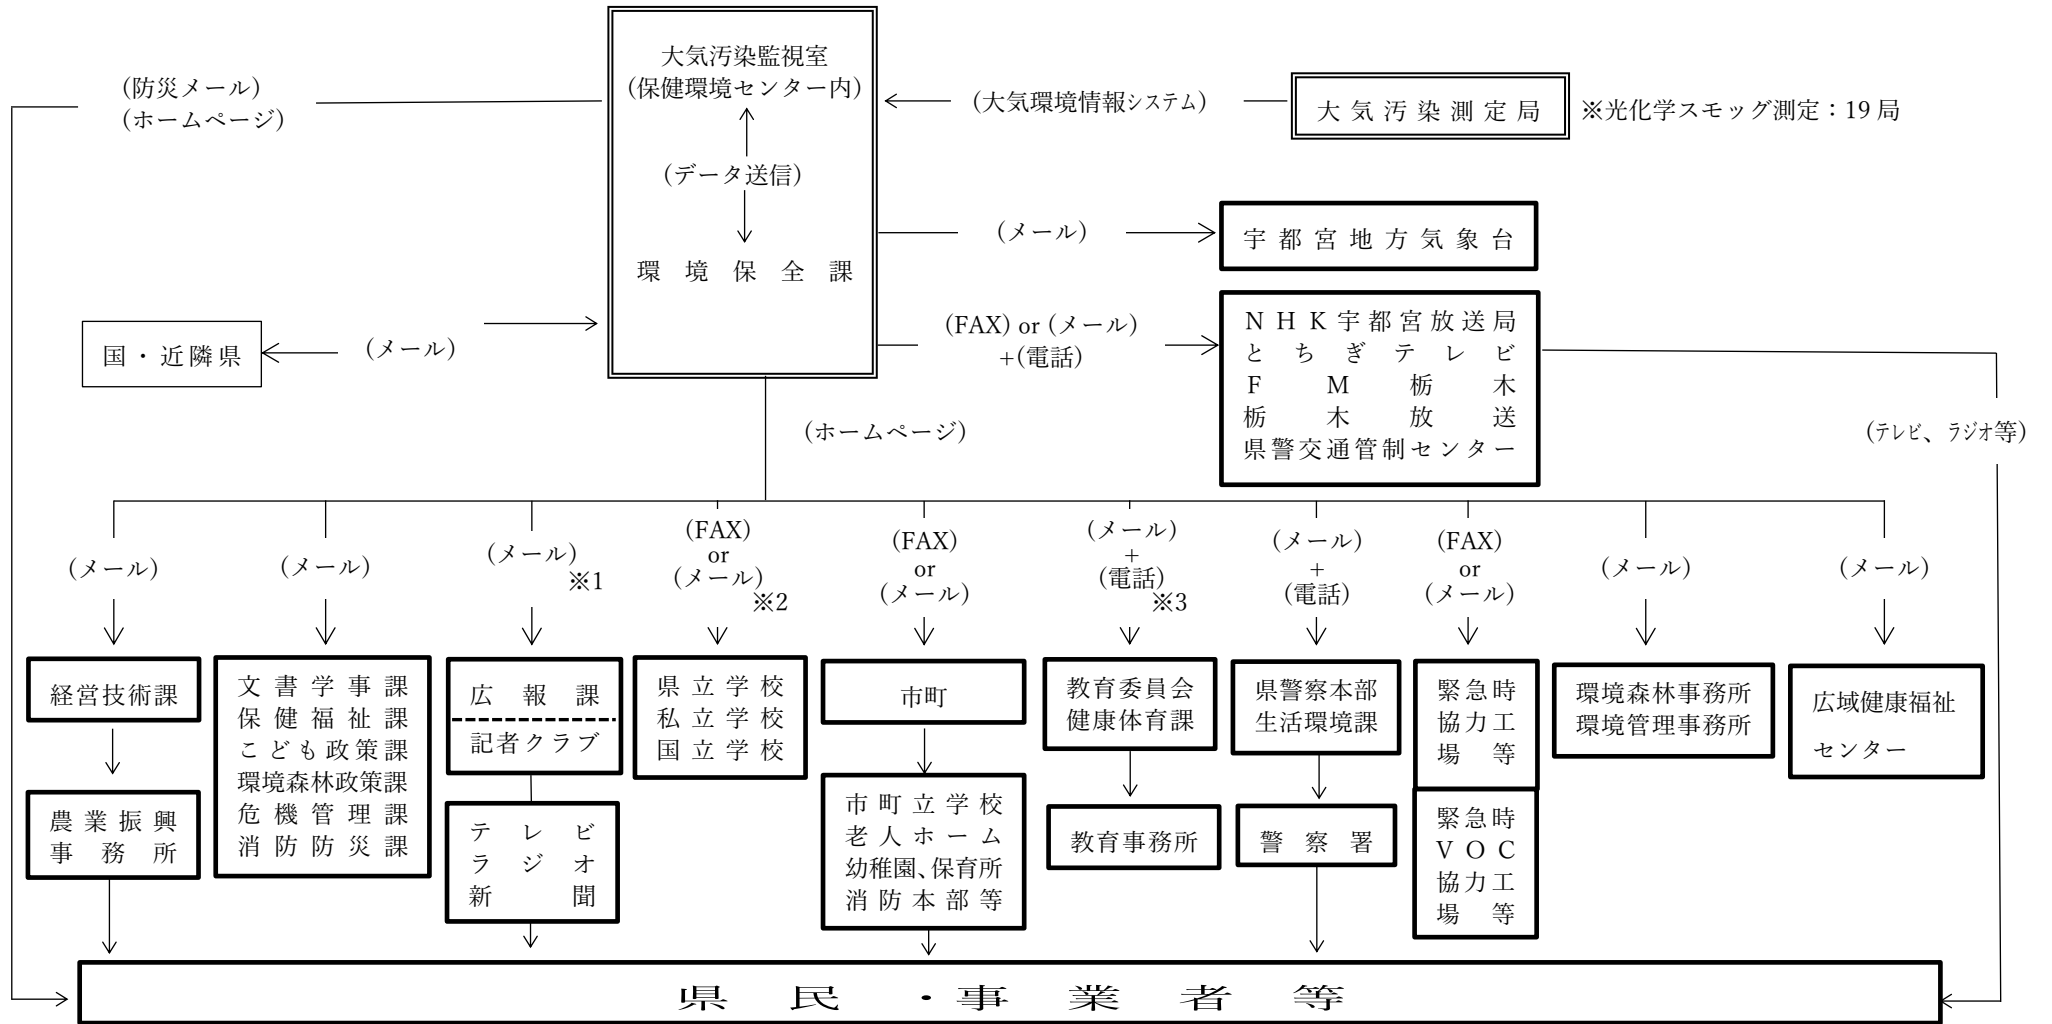 大気汚染監視室
(保健環境センター内)
(データ送信)
環境保全課
(防災メール)
(ホームページ)
(大気環境情報システム)
大気汚染測定局
※光化学スモッグ測定：19局
(メール)
宇都宮地方気象台
国・近隣県
(メール)
(FAX) or (メール)
+(電話)
NHK宇都宮放送局
とちぎテレビ
FM栃木
栃木放送
県警交通管制センター
(テレビ、ラジオ等)
(ホームページ)
(メール)
(メール)
(メール)
※1
(FAX)
or
(メール)
※2
(FAX)
or
(メール)
(メール)
+
(電話)
※3
(メール)
+
(電話)
(FAX)
or
(メール)
(メール)
(メール)
経営技術課
農業振興
事務所
文書学事課
保健福祉課
こども政策課
環境森林政策課
危機管理課
消防防災課
広報課
記者クラブ
テレビ
ラジオ
新聞
県立学校
私立学校
国立学校
市町
市町立学校
老人ホーム
幼稚園、保育所
消防本部等
教育委員会
健康体育課
教育事務所
県警察本部
生活環境課
警察署
緊急時
協力工
場等
緊急時
VOC
協力工
場等
環境森林事務所
環境管理事務所
広域健康福祉
センター
県民・事業者等